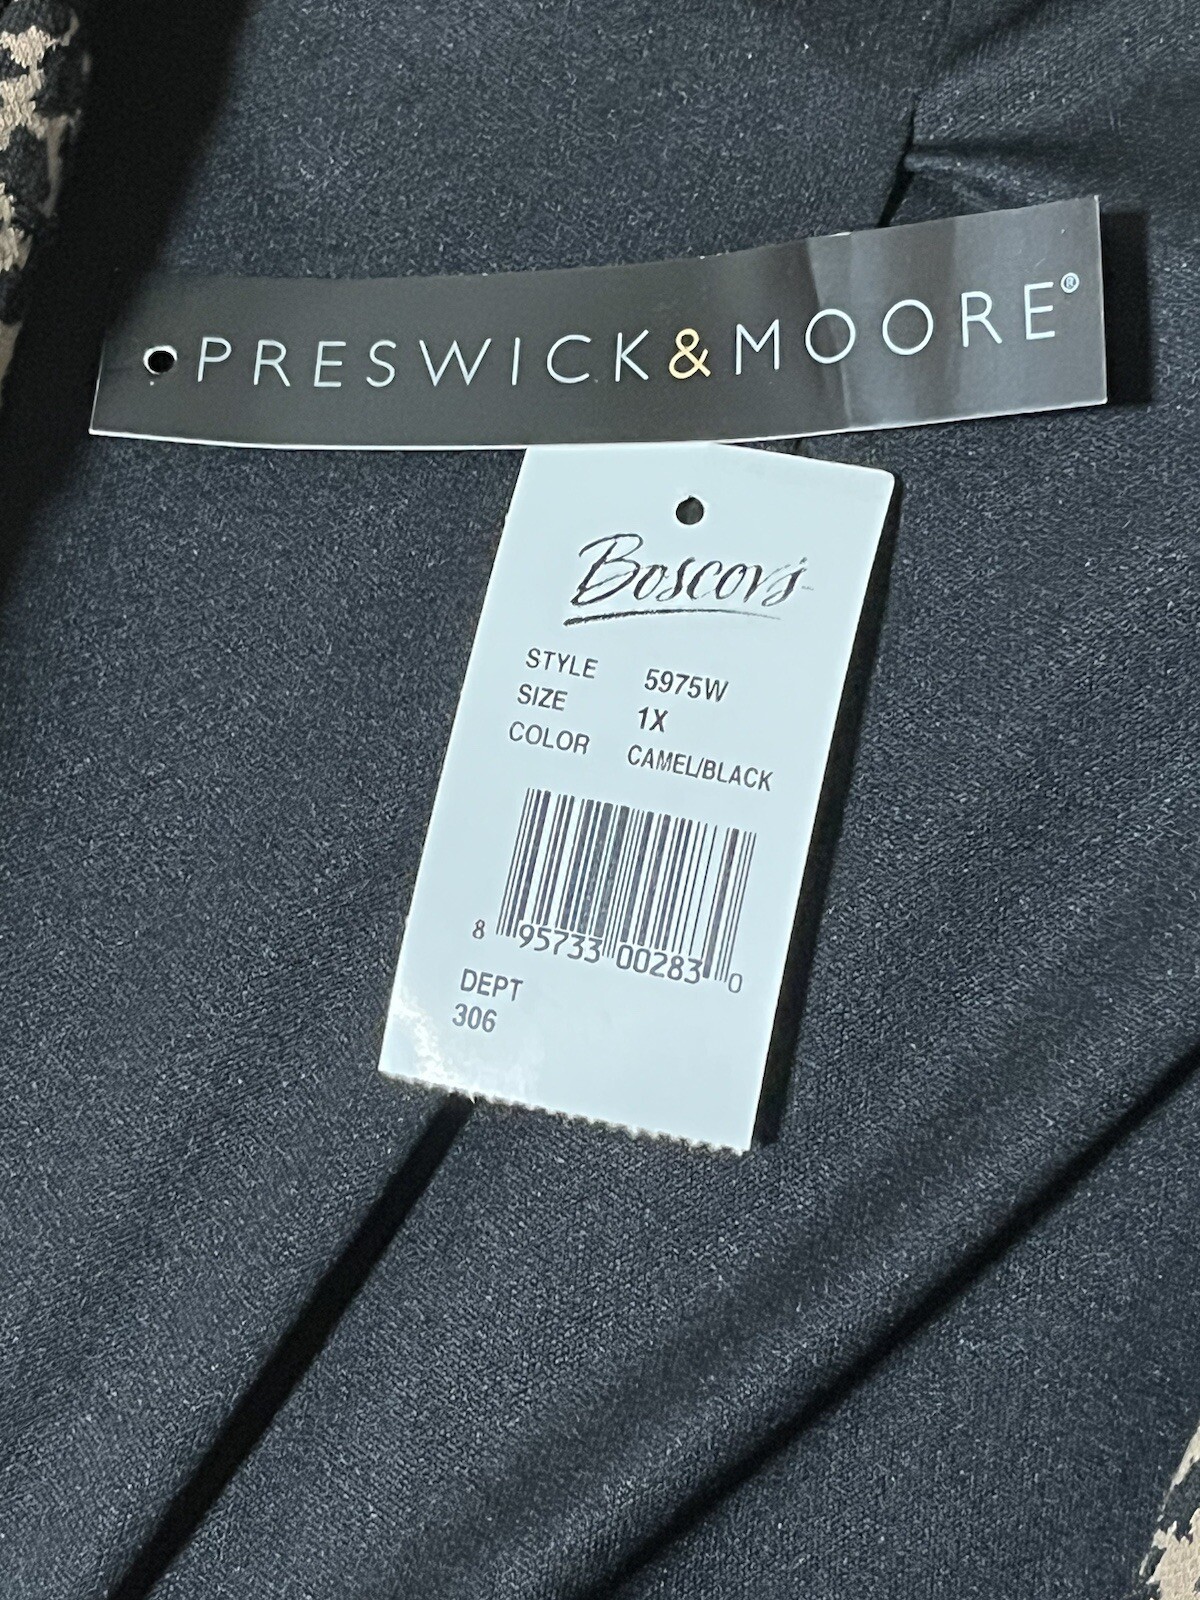 PRESWICK&MOORE®
Boscov's
STYLE 5975W
SIZE 1X
COLOR CAMEL/BLACK
8 95733 00283 0
DEPT
306